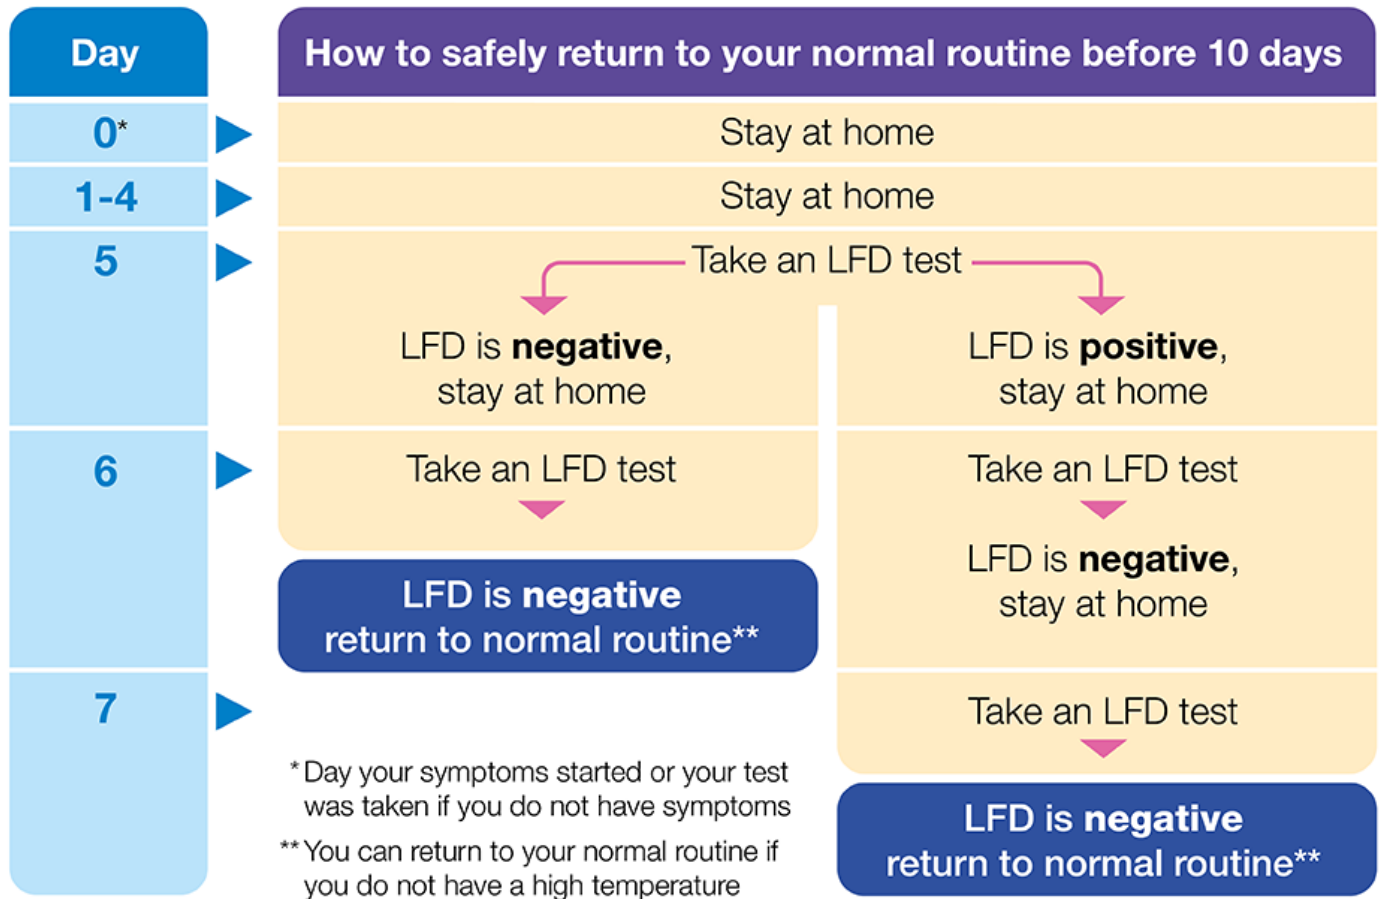 Day
How to safely return to your normal routine before 10 days
0*
Stay at home
1-4
Stay at home
5
Take an LFD test
LFD is negative,
stay at home
LFD is positive,
stay at home
6
Take an LFD test
LFD is negative
return to normal routine**
Take an LFD test
LFD is negative,
stay at home
7
Take an LFD test
LFD is negative
return to normal routine**
* Day your symptoms started or your test
was taken if you do not have symptoms
** You can return to your normal routine if
you do not have a high temperature